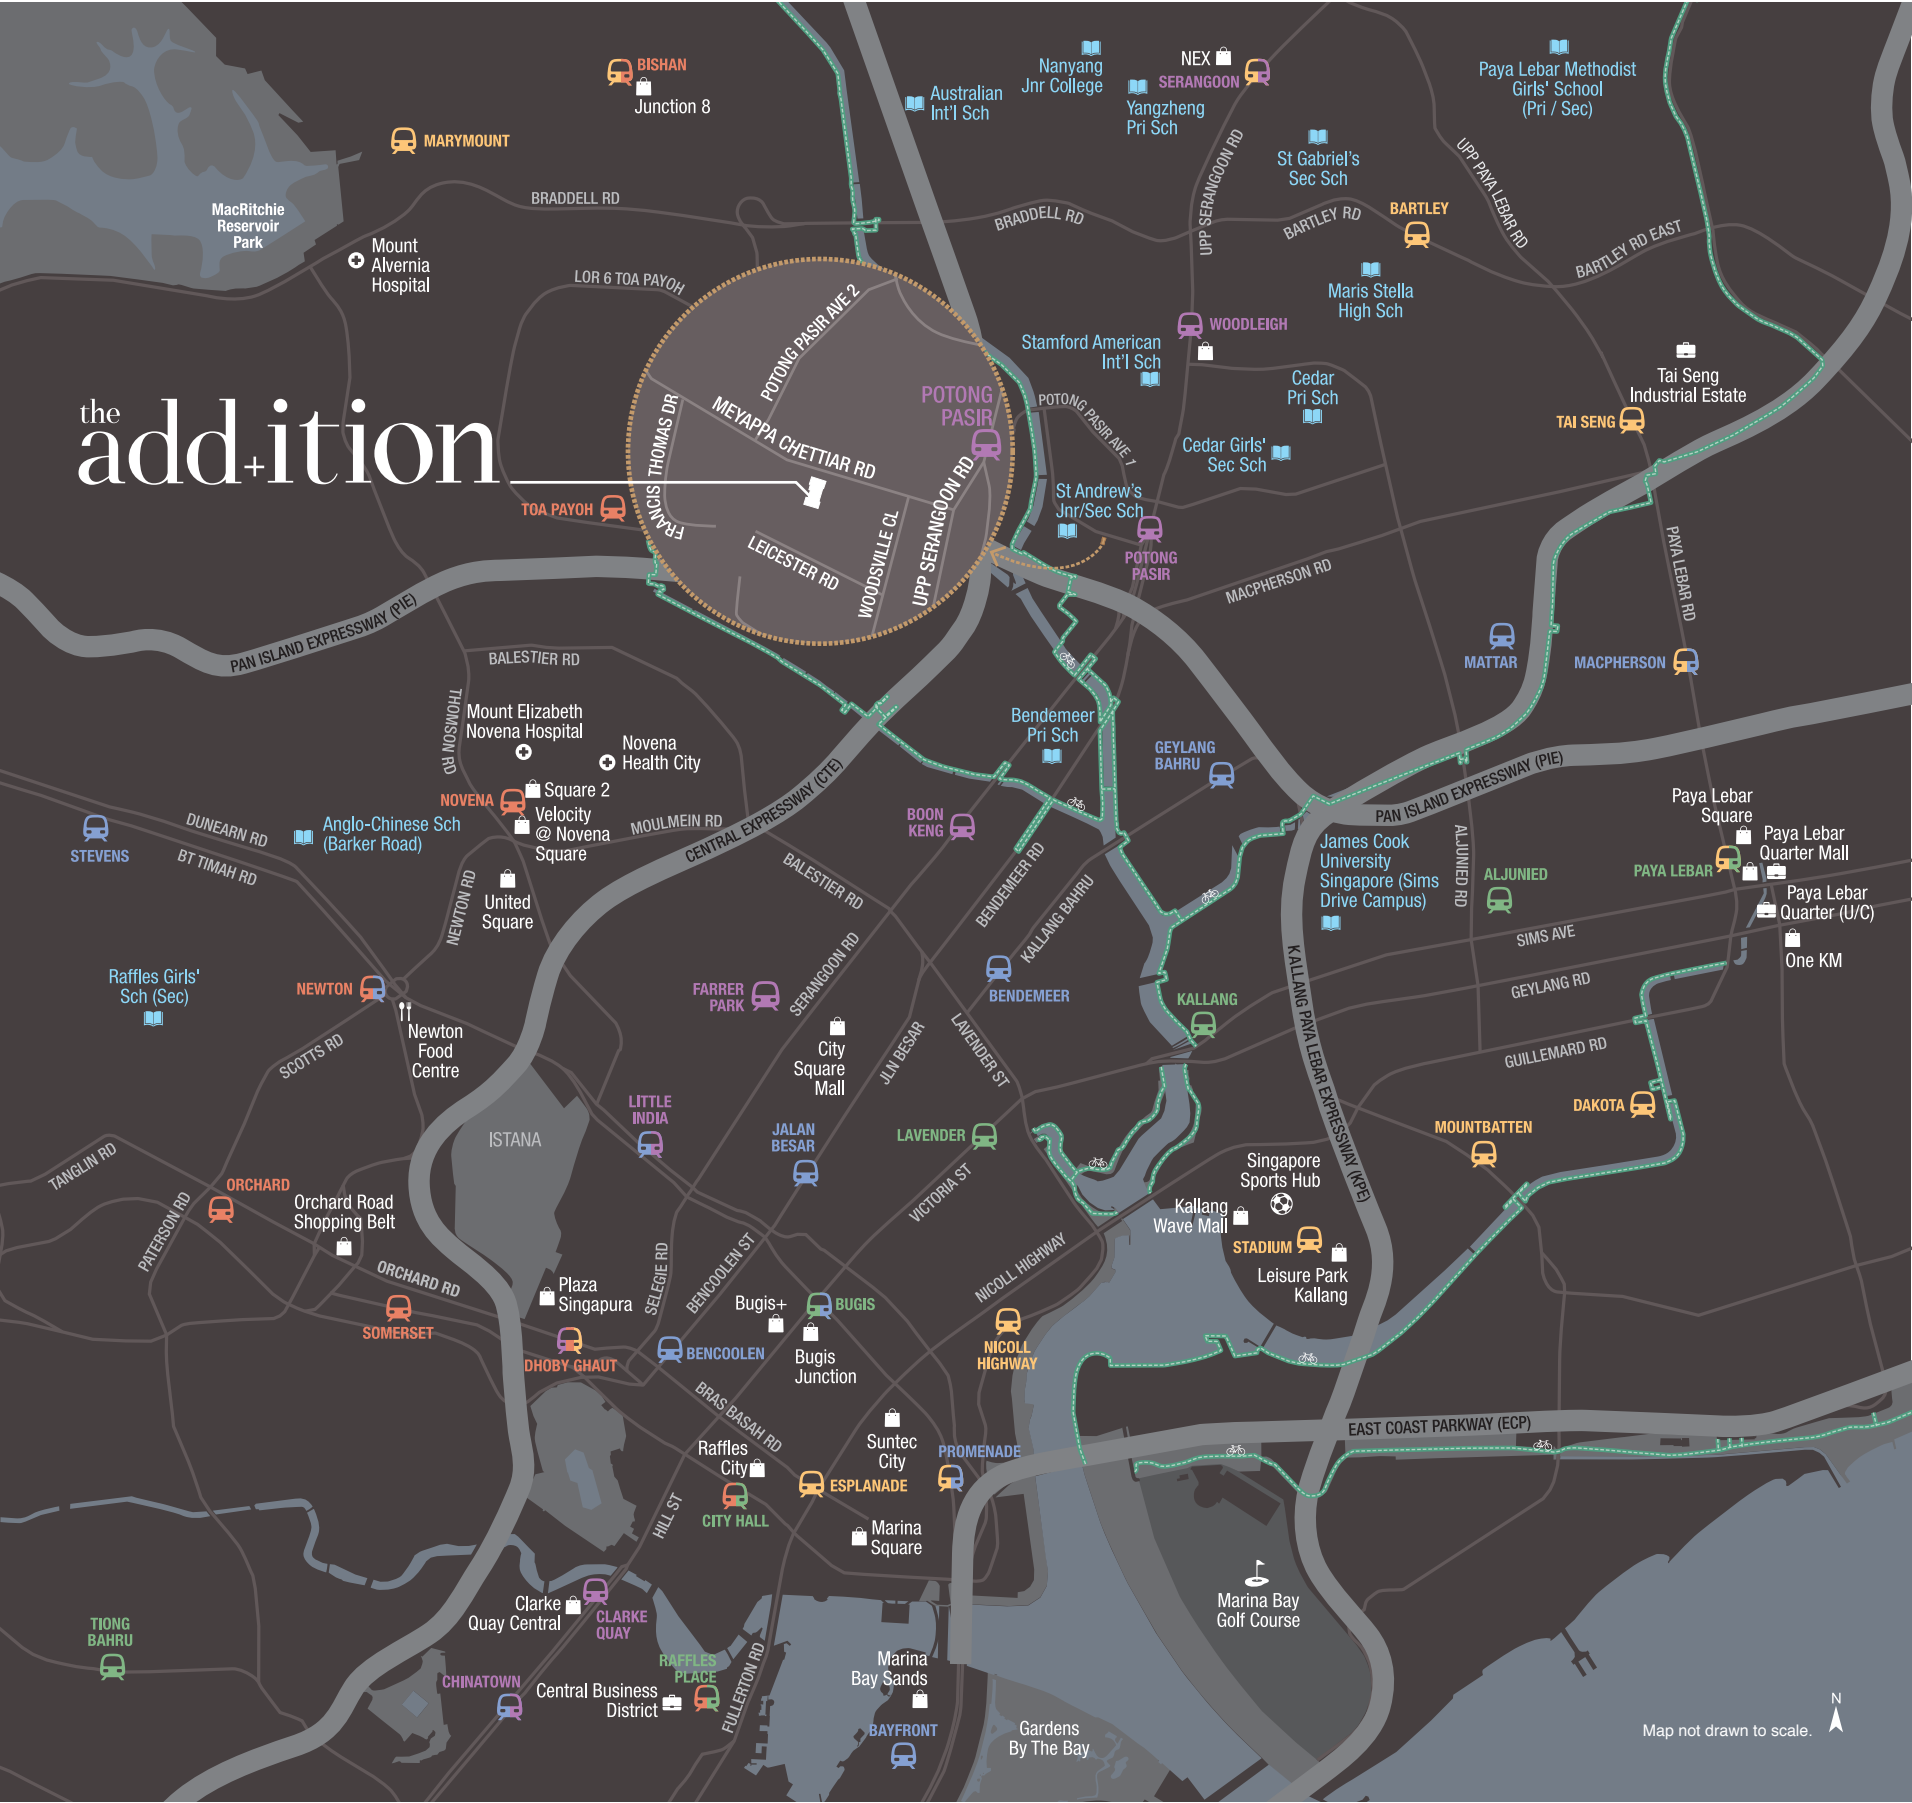 BISHAN
Junction 8
MARYMOUNT
NEX
SERANGOON
Nanyang
Jnr College
Australian
Int'l Sch
Yangzheng
Pri Sch
Paya Lebar Methodist
Girls' School
(Pri / Sec)
St Gabriel's
Sec Sch
UPP SERANGOON RD
UPP PAYA LEBAR RD
MacRitchie
Reservoir
Park
BRADDELL RD
BRADDELL RD
BARTLEY RD
BARTLEY
BARTLEY RD EAST
Mount
Alvernia
Hospital
LOR 6 TOA PAYOH
Maris Stella
High Sch
WOODLEIGH
Stamford American
Int'l Sch
Cedar
Pri Sch
Tai Seng
Industrial Estate
TAI SENG
POTONG PASIR AVE 2
POTONG
PASIR
POTONG PASIR AVE 1
MEYAPPA CHETTIAR RD
FRANCIS THOMAS DR
the
add+ition
Cedar Girls'
Sec Sch
St Andrew's
Jnr/Sec Sch
TOA PAYOH
LEICESTER RD
WOODSVILLE CL
UPP SERANGOON RD
POTONG
PASIR
MACPHERSON RD
PAYA LEBAR RD
PAN ISLAND EXPRESSWAY (PIE)
BALESTIER RD
MATTAR
MACPHERSON
THOMSON RD
Mount Elizabeth
Novena Hospital
Novena
Health City
Bendemeer
Pri Sch
GEYLANG
BAHRU
PAN ISLAND EXPRESSWAY (PIE)
NOVENA
Square 2
Velocity
@ Novena
Square
MOULMEIN RD
CENTRAL EXPRESSWAY (CTE)
BOON
KENG
Paya Lebar
Square
Paya Lebar
Quarter Mall
PAYA LEBAR
Paya Lebar
Quarter (U/C)
One KM
STEVENS
DUNEARN RD
BT TIMAH RD
Anglo-Chinese Sch
(Barker Road)
NEWTON RD
United
Square
BALESTIER RD
BENDEMEER RD
KALLANG BAHRU
James Cook
University
Singapore (Sims
Drive Campus)
ALJUNIED RD
ALJUNIED
SIMS AVE
GEYLANG RD
GUILLEMARD RD
Raffles Girls'
Sch (Sec)
NEWTON
Newton
Food
Centre
SCOTTS RD
FARRER
PARK
SERANGOON RD
City
Square
Mall
JLN BESAR
LAVENDER ST
BENDEMEER
KALLANG
KALLANG PAYA LEBAR EXPRESSWAY (KPE)
DAKOTA
MOUNTBATTEN
ISTANA
LITTLE
INDIA
JALAN
BESAR
LAVENDER
VICTORIA ST
Singapore
Sports Hub
Kallang
Wave Mall
STADIUM
Leisure Park
Kallang
TANGLIN RD
PATERSON RD
ORCHARD
Orchard Road
Shopping Belt
ORCHARD RD
SOMERSET
Plaza
Singapura
DHOBY GHAUT
SELEGIE RD
BENCOOLEN ST
Bugis+
BUGIS
BENCOOLEN
Bugis
Junction
NICOLL HIGHWAY
NICOLL
HIGHWAY
BRAS BASAH RD
Raffles
City
CITY HALL
Suntec
City
ESPLANADE
PROMENADE
EAST COAST PARKWAY (ECP)
HILL ST
Marina
Square
Clarke
Quay Central
CLARKE
QUAY
Marina Bay
Golf Course
TIONG
BAHRU
CHINATOWN
Central Business
District
RAFFLES
PLACE
FULLERTON RD
Marina
Bay Sands
BAYFRONT
Gardens
By The Bay
N
Map not drawn to scale.